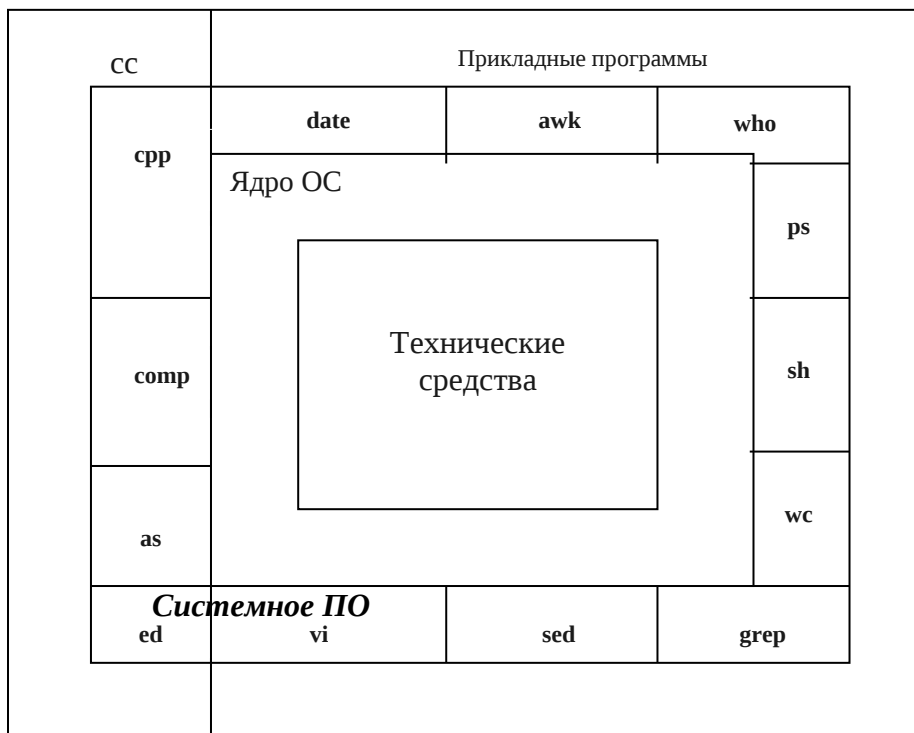 сс
Прикладные программы
date
awk
who
cpp
Ядро ОС
ps
Технические
средства
comp
sh
as
wc
Системное ПО
ed
vi
sed
grep